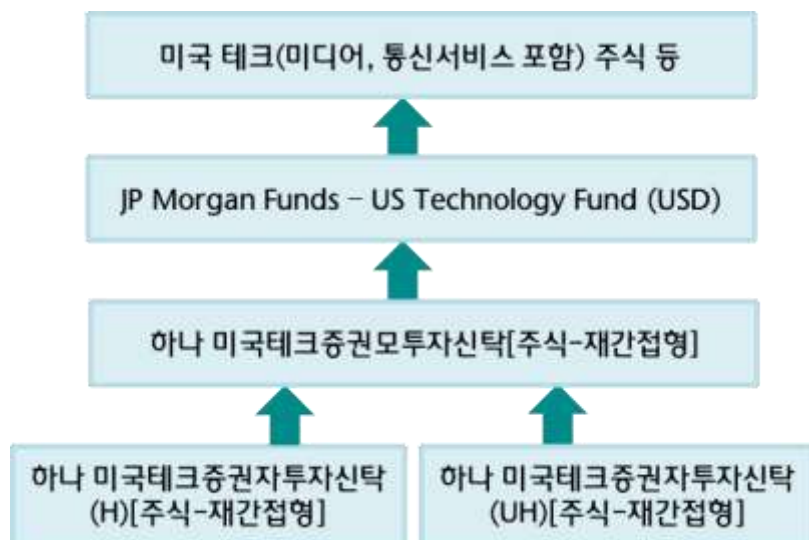 미국 테크(미디어, 통신서비스 포함) 주식 등
JP Morgan Funds – US Technology Fund (USD)
하나 미국테크증권모투자신탁[주식-재간접형]
하나 미국테크증권자투자신탁
(H)[주식-재간접형]
하나 미국테크증권자투자신탁
(UH)[주식-재간접형]